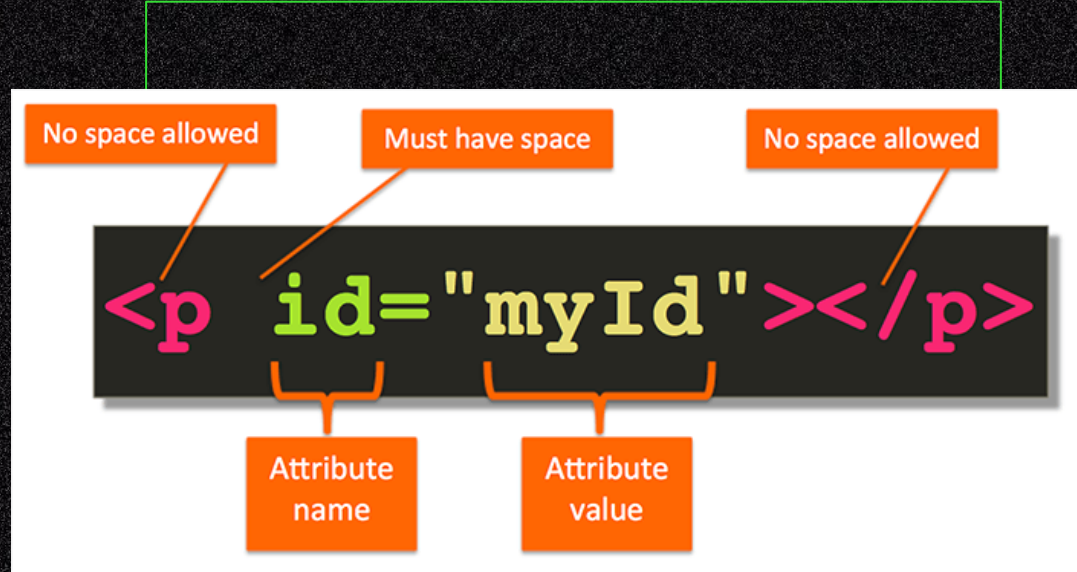 No space allowed
Must have space
No space allowed
<p id="myId"></p>
Attribute
name
Attribute
value